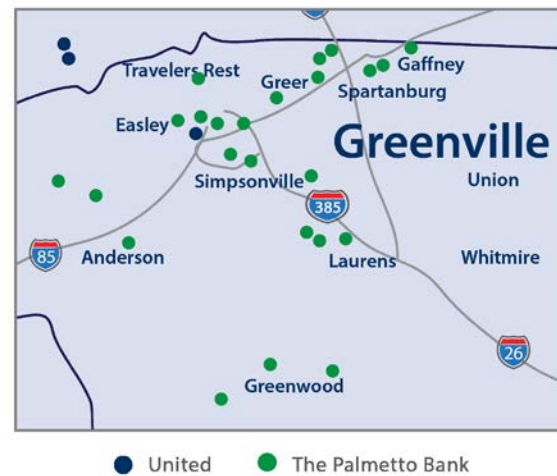 Travelers Rest
Gaffney
Greer
Spartanburg
Easley
Greenville
Simpsonville
Union
385
85
Anderson
Laurens
Whitmire
26
Greenwood
United
The Palmetto Bank